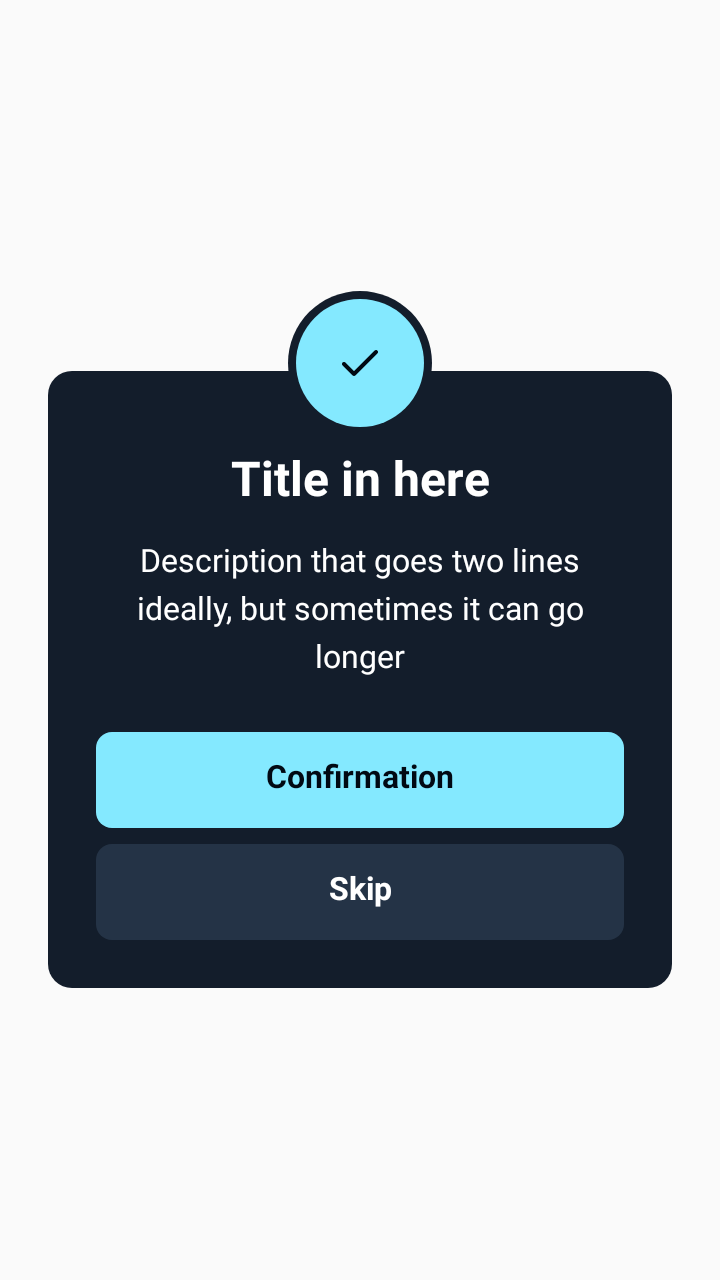 Title in here
Description that goes two lines
ideally, but sometimes it can go
longer
Confirmation
Skip